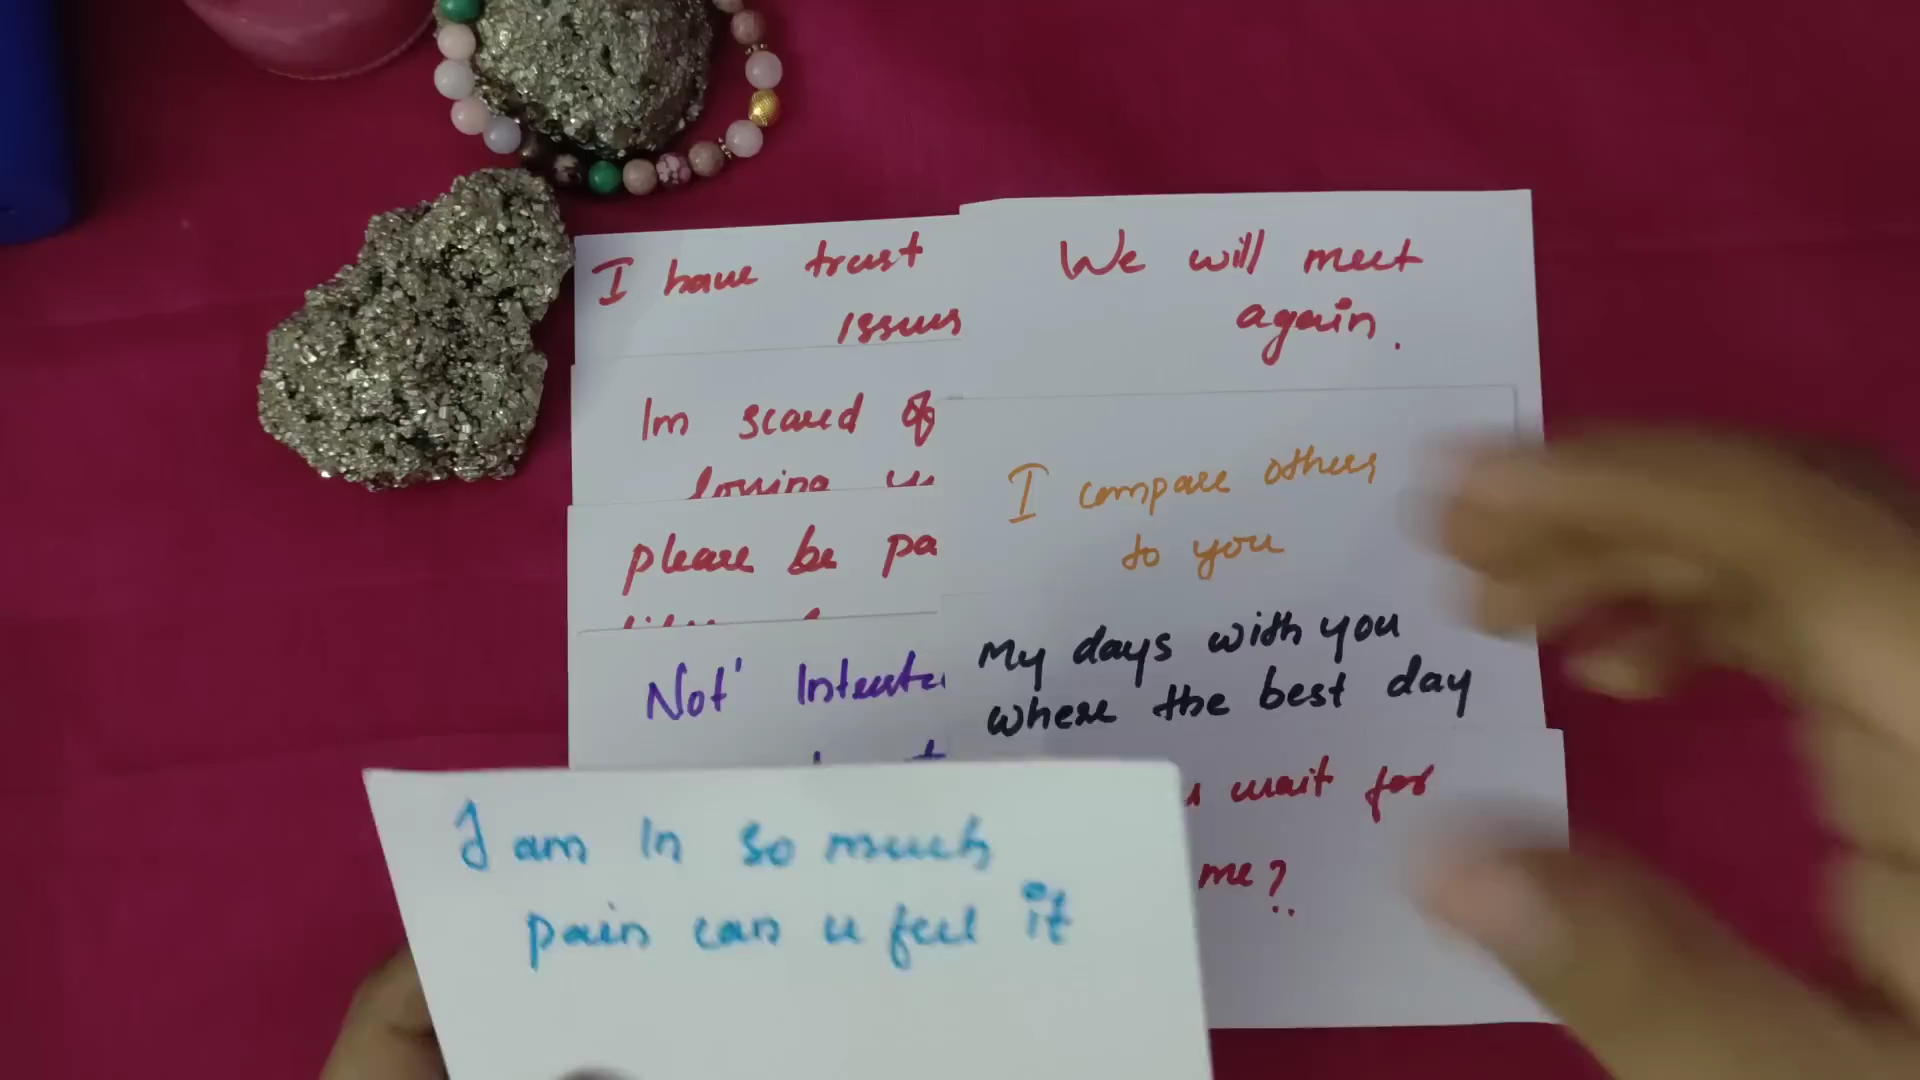 I have trust
issues
Im scared of
loving
please be pa
Not'
We will meet
again.
I compare others
to you
My days with you
where the best day
wait for
me?
I am in so much
pain can u feel it